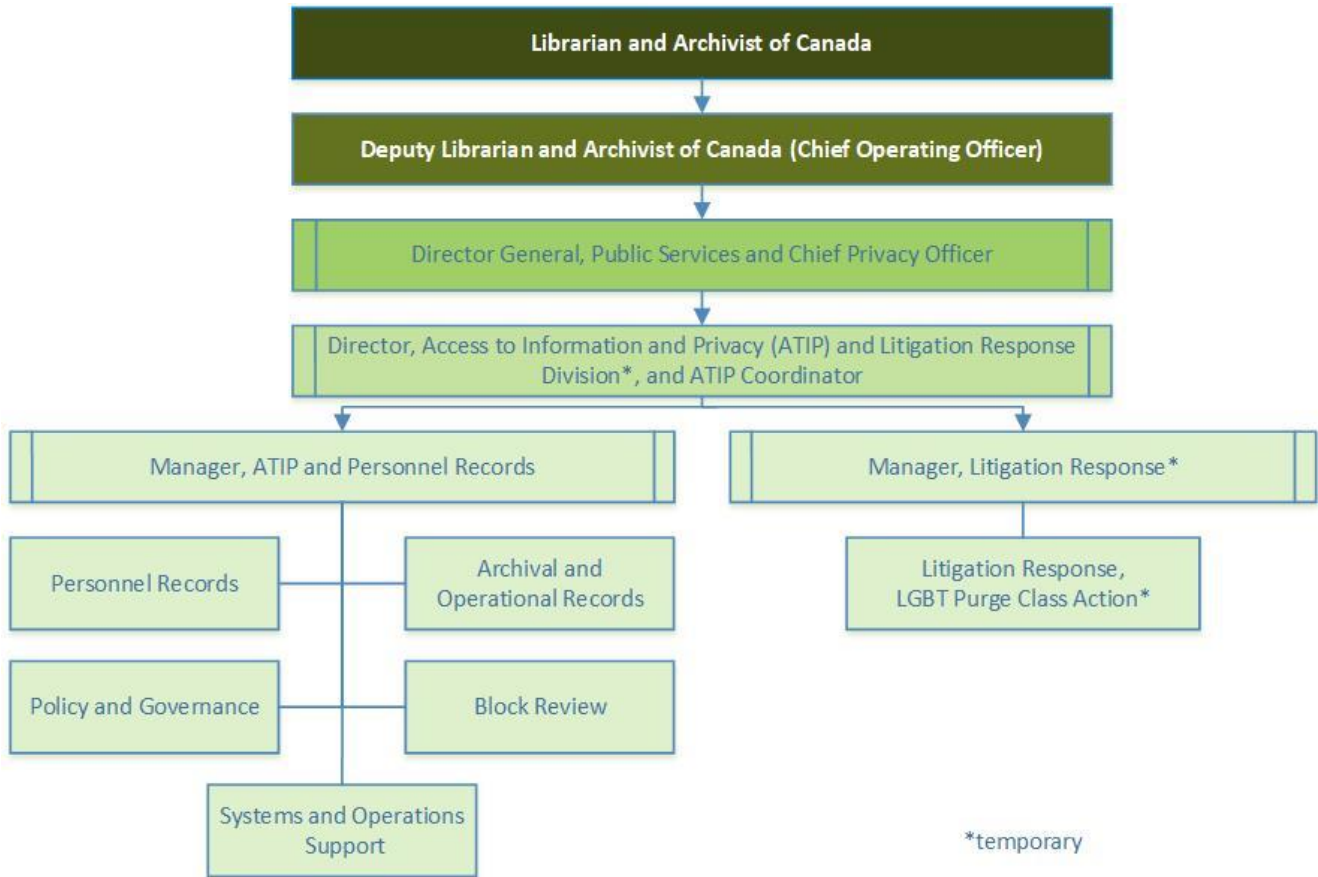 Librarian and Archivist of Canada
Deputy Librarian and Archivist of Canada (Chief Operating Officer)
Director General, Public Services and Chief Privacy Officer
Director, Access to Information and Privacy (ATIP) and Litigation Response
Division*, and ATIP Coordinator
Manager, ATIP and Personnel Records
Manager, Litigation Response*
Personnel Records
Archival and
Operational Records
Litigation Response,
LGBT Purge Class Action*
Policy and Governance
Block Review
Systems and Operations
Support
*temporary